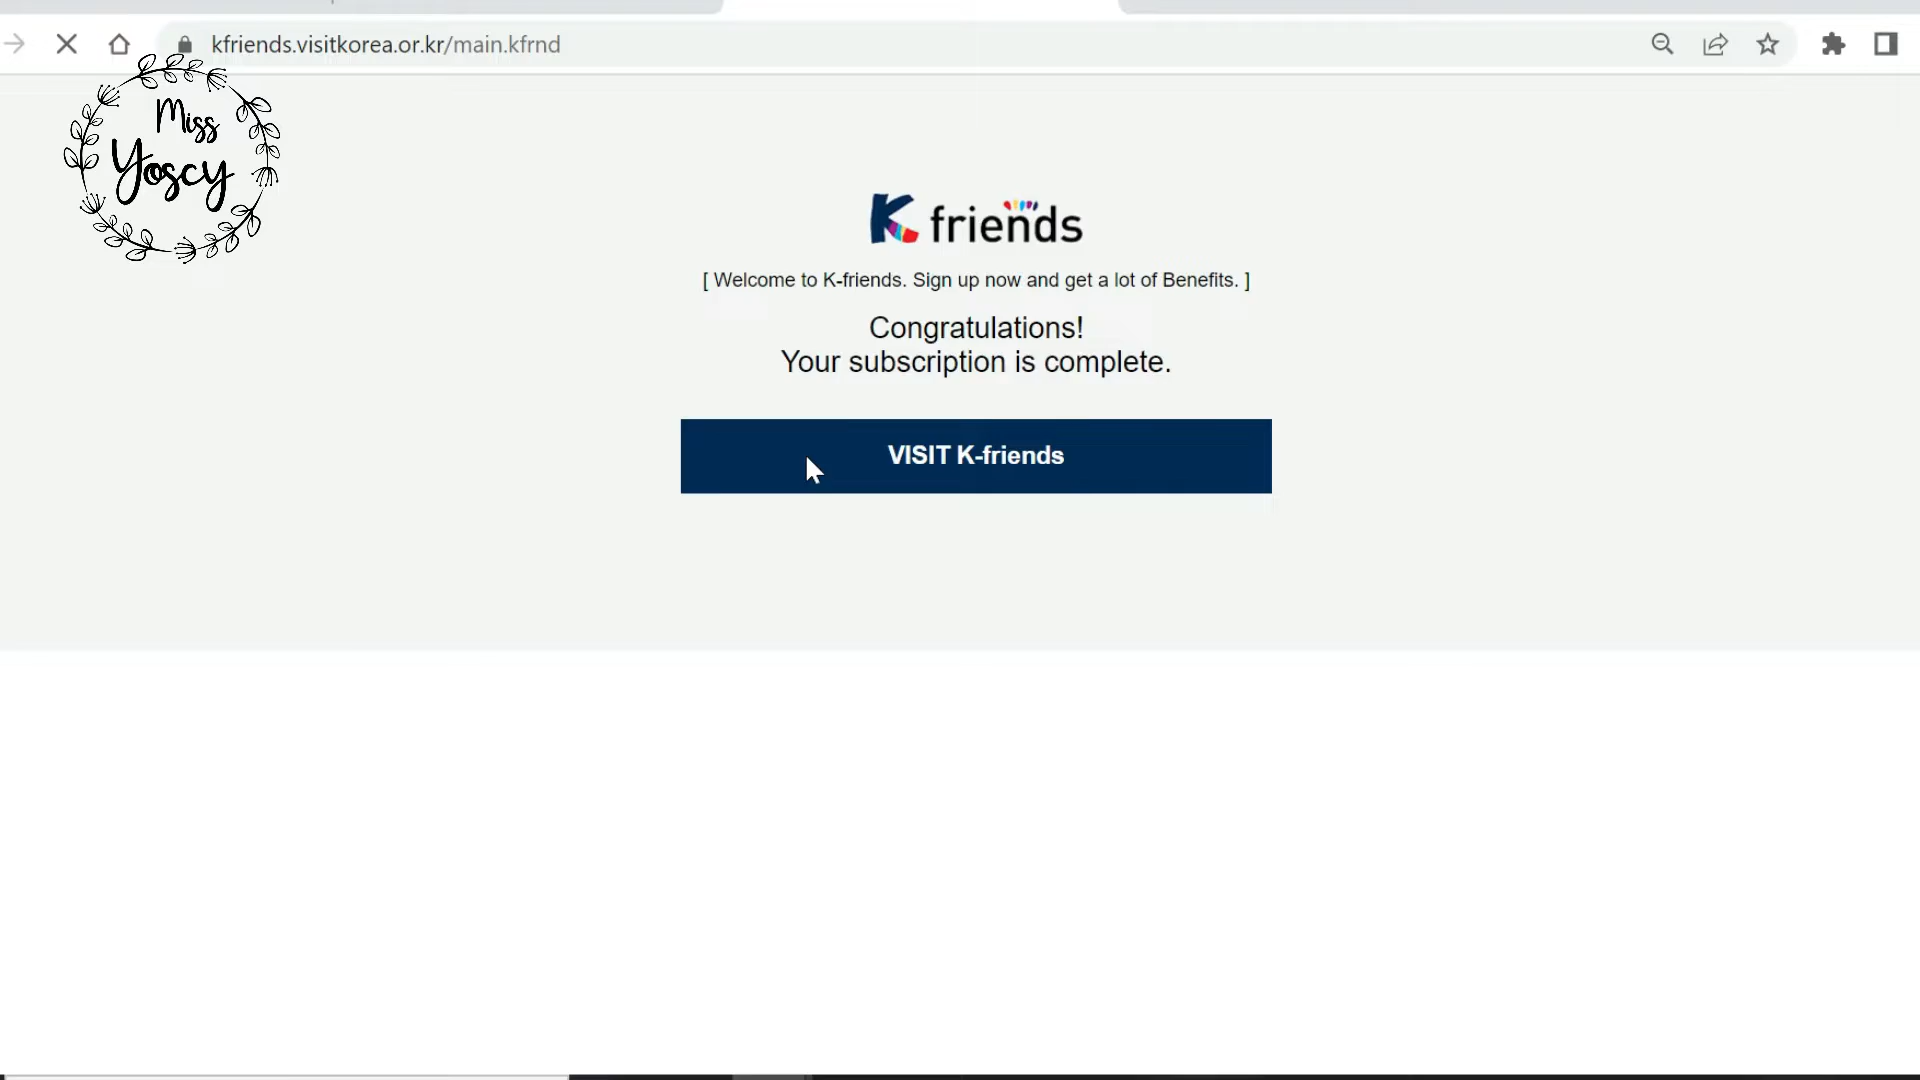 kfriends.visitkorea.or.kr/main.kfrnd
Miss
Yoscy
K friends
[ Welcome to K-friends. Sign up now and get a lot of Benefits. ]
Congratulations!
Your subscription is complete.
VISIT K-friends